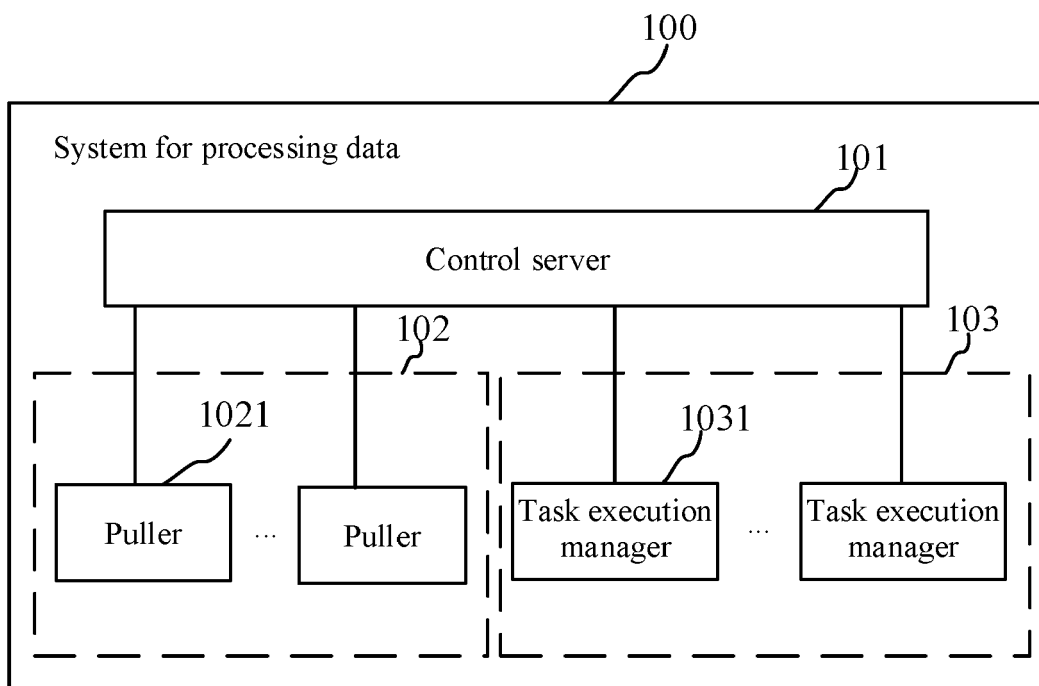 100
System for processing data
101
Control server
102
103
1021
1031
Puller
...
Puller
Task execution
manager
...
Task execution
manager